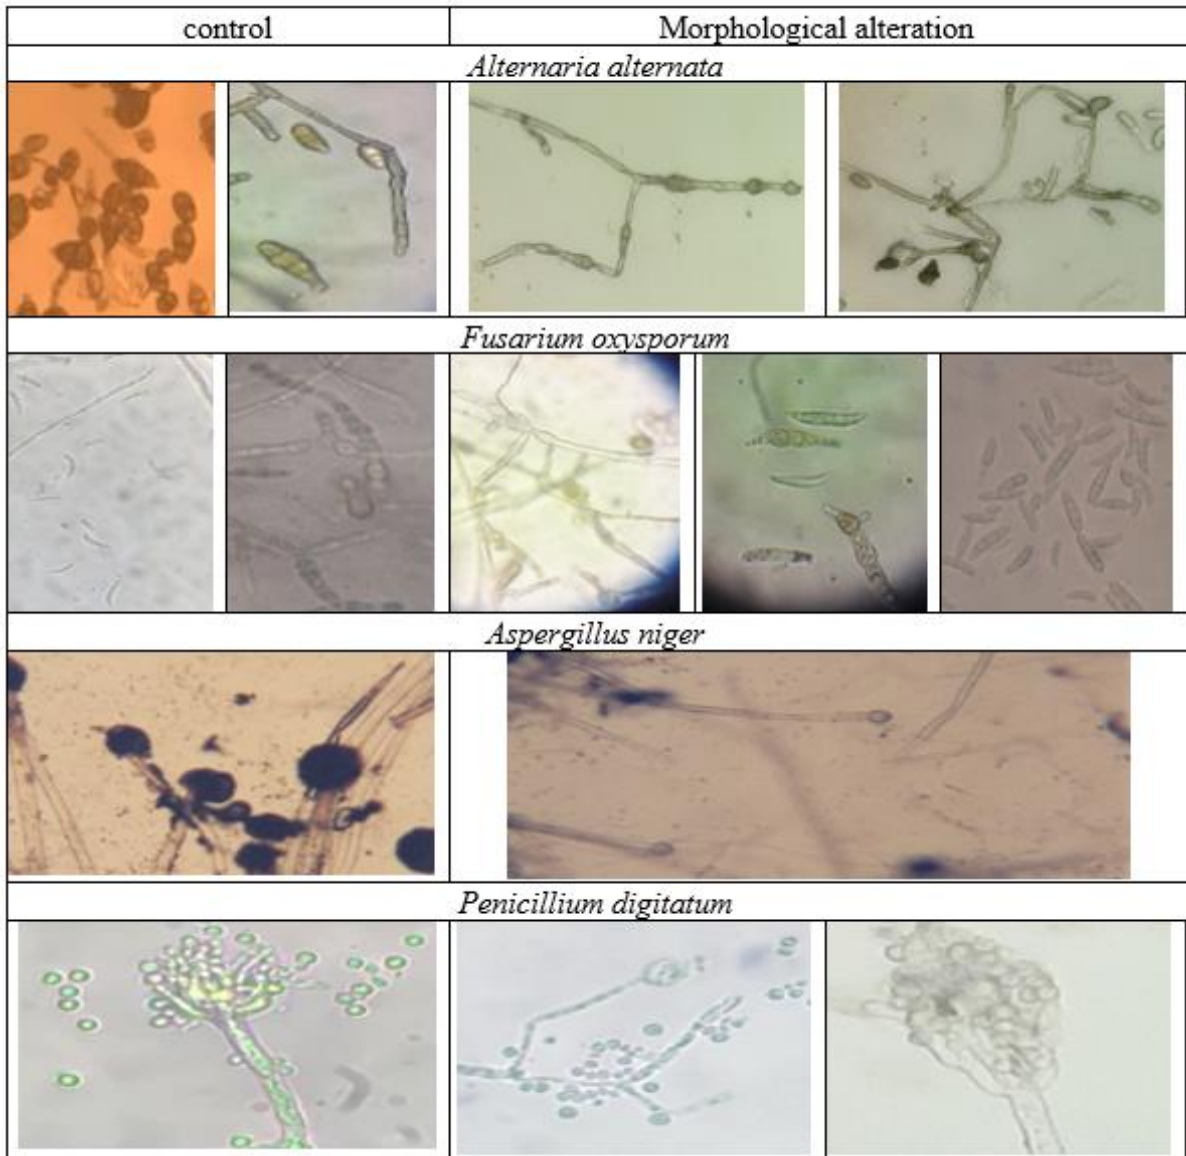 control
Morphological alteration
Alternaria alternata
Fusarium oxysporum
Aspergillus niger
Penicillium digitatum